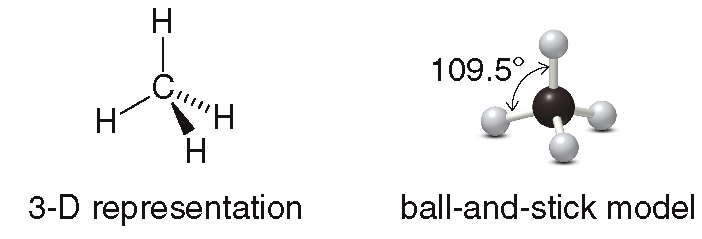 H
C
H
H
H
109.5°
3-D representation
ball-and-stick model